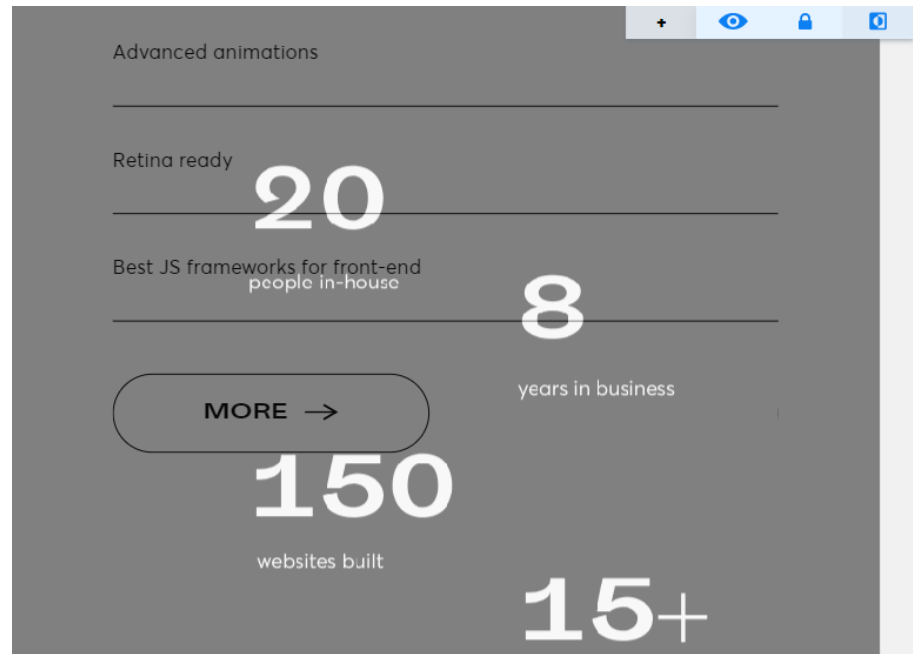 +
Advanced animations
Retina ready
20
Best JS frameworks for front-end
people in-house
8
years in business
MORE →
150
websites built
15+